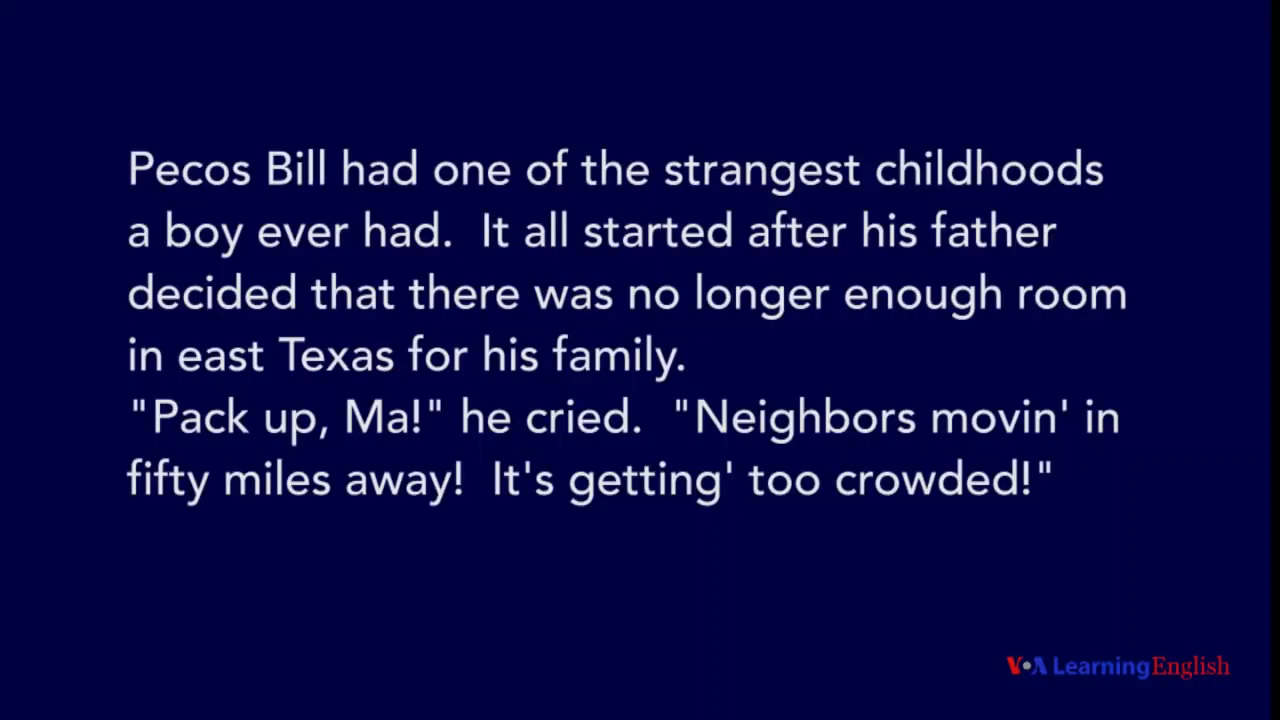 Pecos Bill had one of the strangest childhoods
a boy ever had.  It all started after his father
decided that there was no longer enough room
in east Texas for his family.
"Pack up, Ma!" he cried.  "Neighbors movin' in
fifty miles away!  It's getting' too crowded!"
VOA Learning English